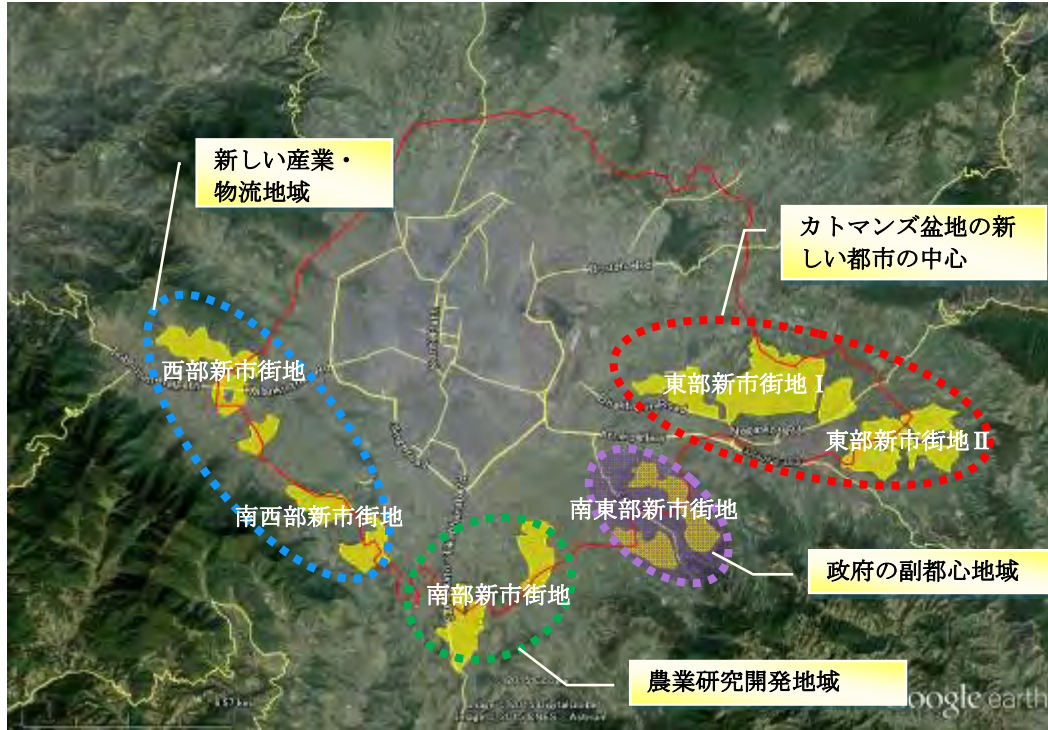 新しい産業・
物流地域
カトマンズ盆地の新
しい都市の中心
西部新市街地
東部新市街地Ⅰ
東部新市街地Ⅱ
南西部新市街地
南東部新市街地
政府の副都心地域
南部新市街地
農業研究開発地域
Google earth